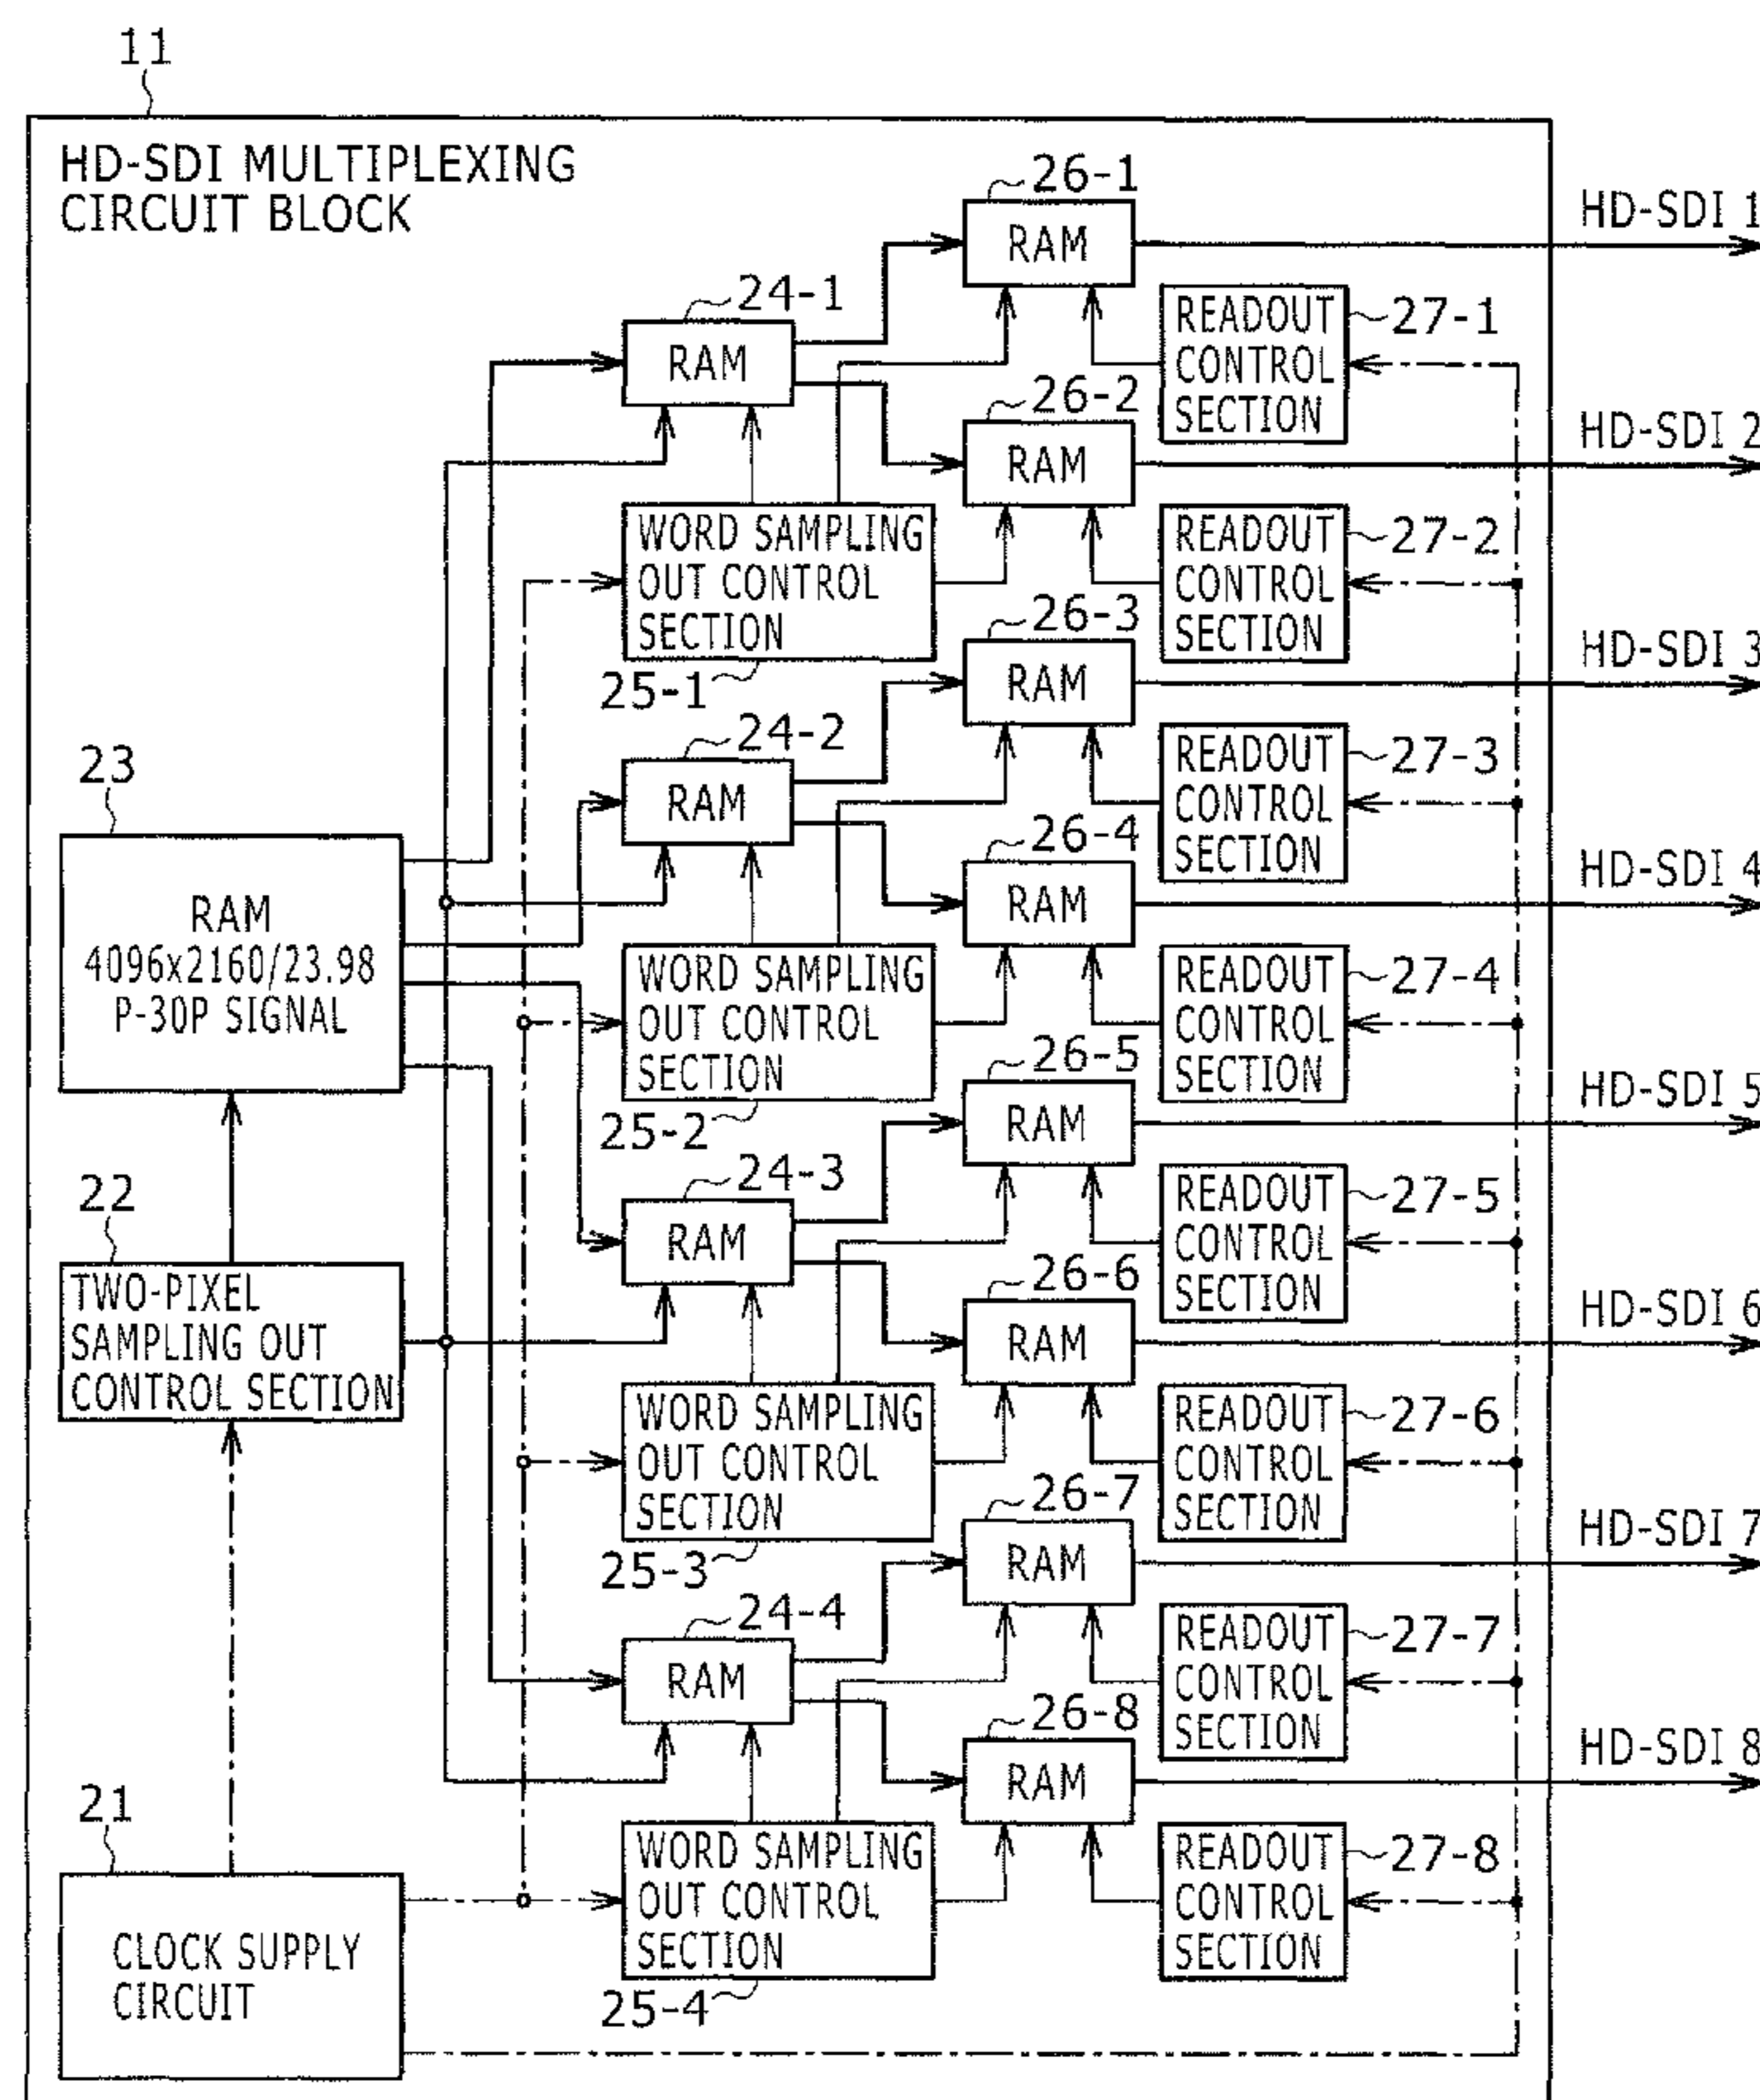 11
HD-SDI MULTIPLEXING
CIRCUIT BLOCK
26-1
RAM
HD-SDI 1
24-1
RAM
READOUT
CONTROL
SECTION
27-1
26-2
RAM
HD-SDI 2
WORD SAMPLING
OUT CONTROL
SECTION
25-1
READOUT
CONTROL
SECTION
27-2
26-3
RAM
HD-SDI 3
24-2
RAM
READOUT
CONTROL
SECTION
27-3
23
RAM
4096x2160/23.98
P-30P SIGNAL
26-4
RAM
HD-SDI 4
WORD SAMPLING
OUT CONTROL
SECTION
25-2
READOUT
CONTROL
SECTION
27-4
26-5
RAM
HD-SDI 5
24-3
RAM
READOUT
CONTROL
SECTION
27-5
22
TWO-PIXEL
SAMPLING OUT
CONTROL SECTION
26-6
RAM
HD-SDI 6
WORD SAMPLING
OUT CONTROL
SECTION
25-3
READOUT
CONTROL
SECTION
27-6
26-7
RAM
HD-SDI 7
24-4
RAM
READOUT
CONTROL
SECTION
27-7
26-8
RAM
HD-SDI 8
21
CLOCK SUPPLY
CIRCUIT
WORD SAMPLING
OUT CONTROL
SECTION
25-4
READOUT
CONTROL
SECTION
27-8